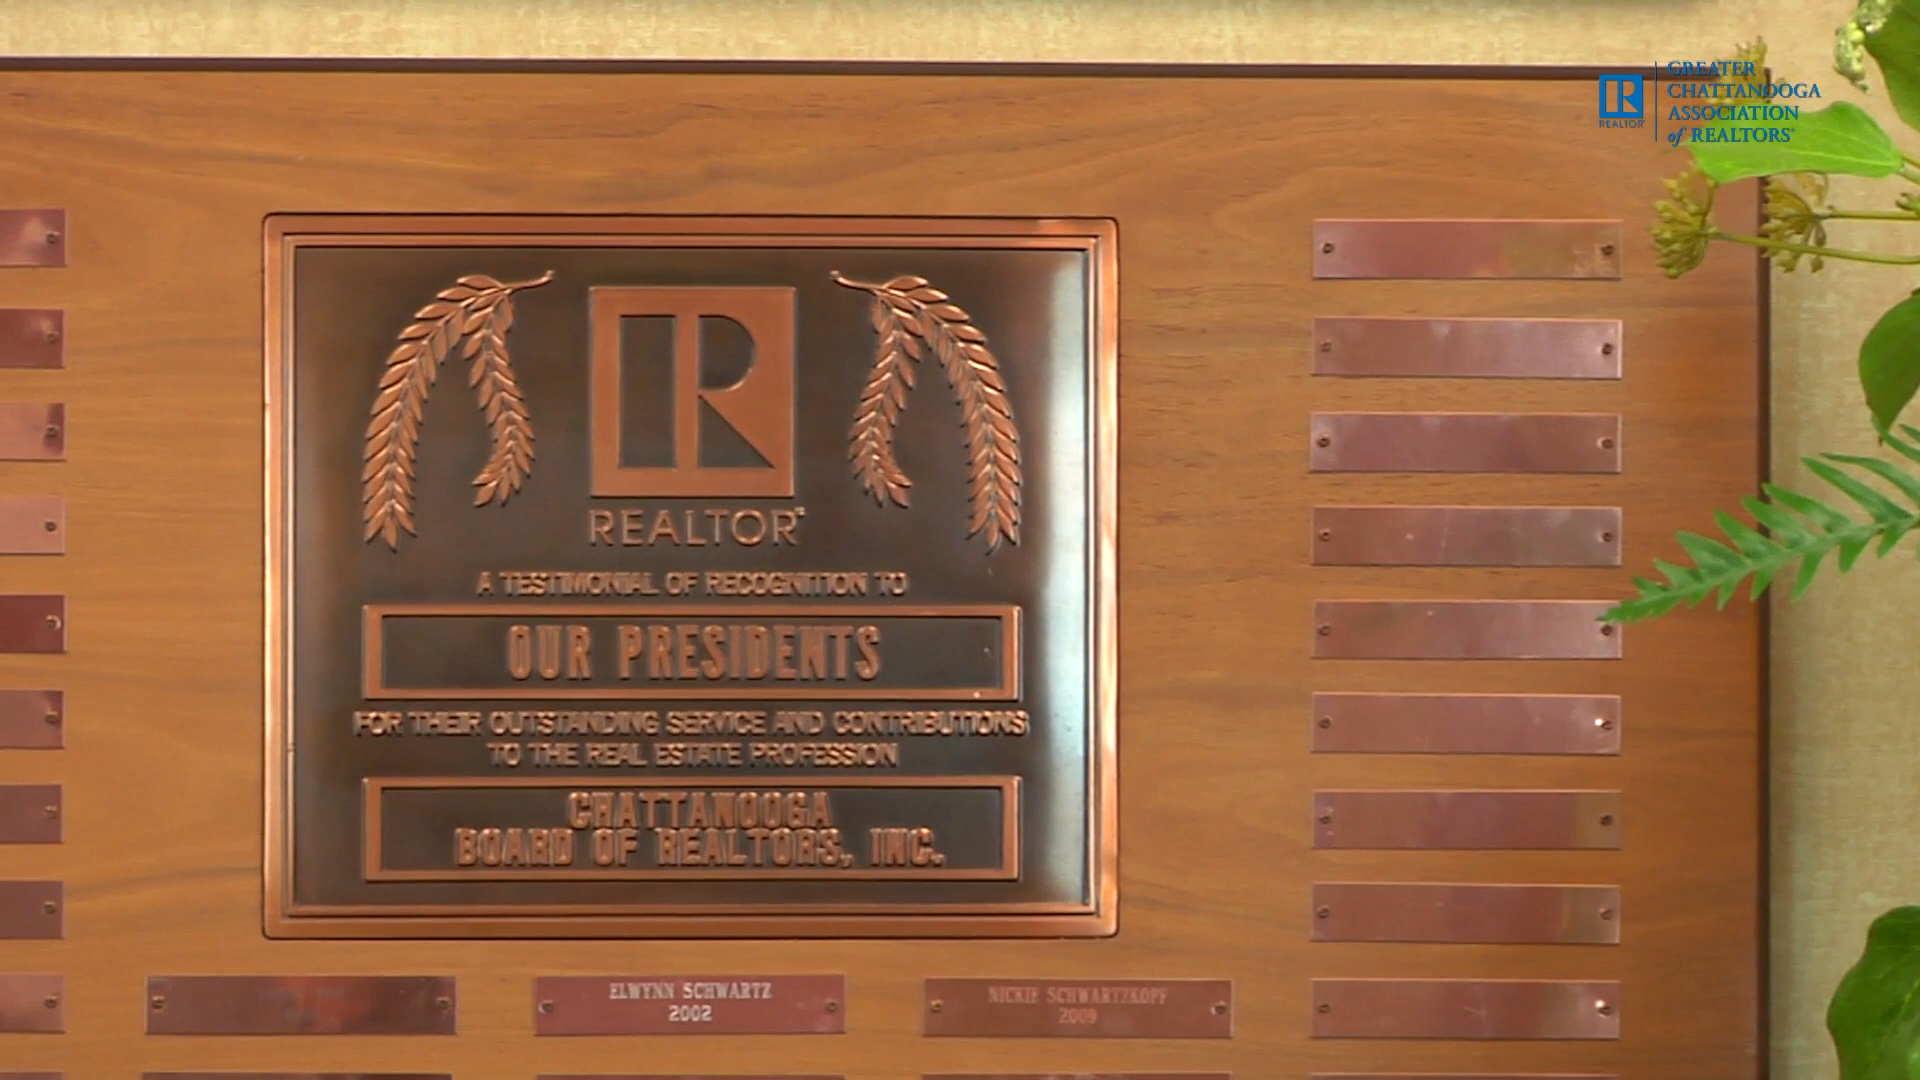 GREATER
CHATTANOOGA
ASSOCIATION
of REALTORS®
REALTOR®
REALTOR®
A TESTIMONIAL OF RECOGNITION TO
OUR PRESIDENTS
FOR THEIR OUTSTANDING SERVICE AND CONTRIBUTIONS
TO THE REAL ESTATE PROFESSION
CHATTANOOGA
BOARD OF REALTORS, INC.
ELWYNN SCHWARTZ
2002
NICKIE SCHWARTZKOPF
2009